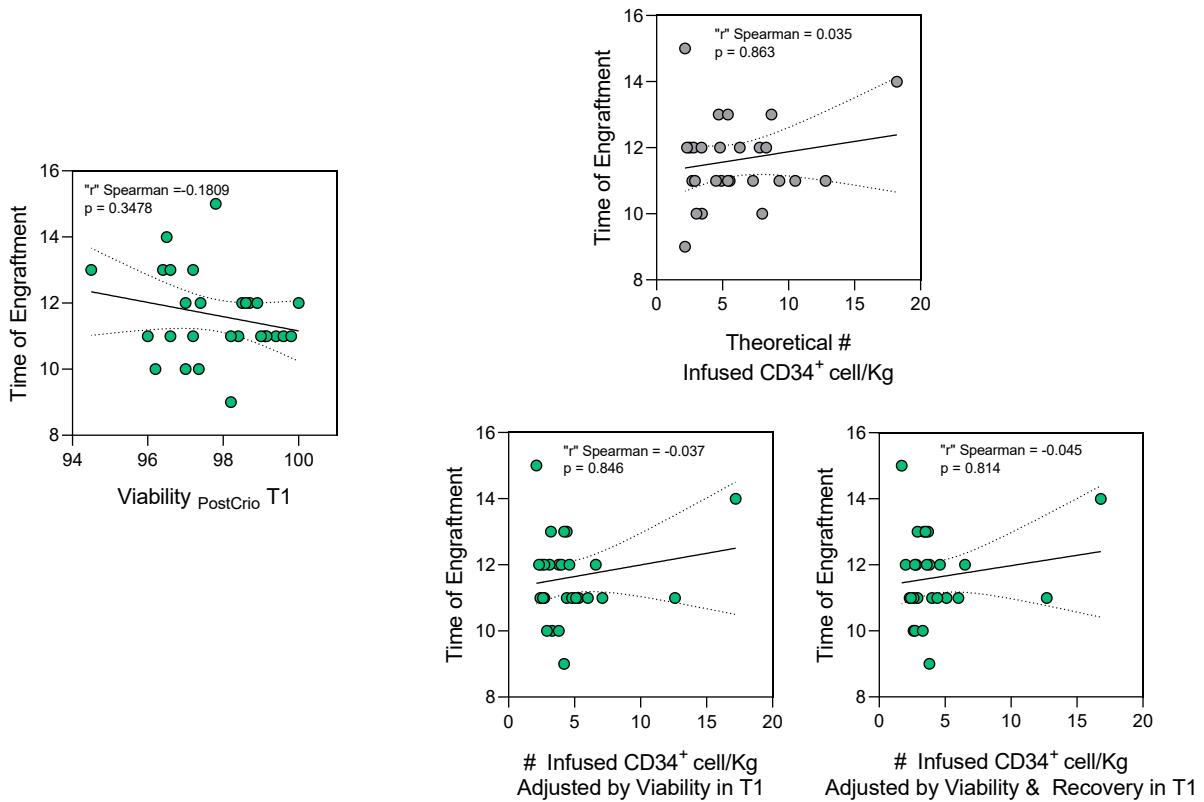 "r" Spearman =-0.1809
p = 0.3478
Time of Engraftment
16
14
12
10
8
94
96
98
100
Viability PostCrio T1
"r" Spearman = 0.035
p = 0.863
Time of Engraftment
16
14
12
10
8
0
5
10
15
20
Theoretical #
Infused CD34+ cell/Kg
"r" Spearman = -0.037
p = 0.846
Time of Engraftment
16
14
12
10
8
0
5
10
15
20
# Infused CD34+ cell/Kg
Adjusted by Viability in T1
"r" Spearman = -0.045
p = 0.814
Time of Engraftment
16
14
12
10
8
0
5
10
15
20
# Infused CD34+ cell/Kg
Adjusted by Viability & Recovery in T1